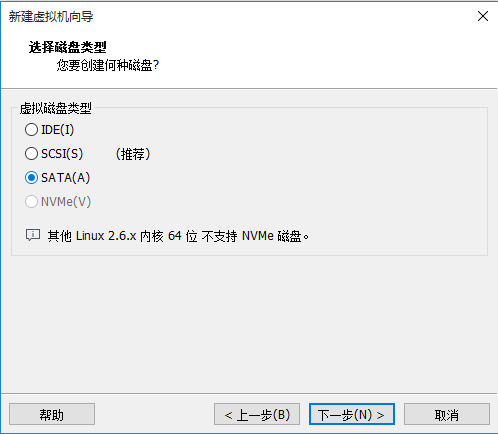 新建虚拟机向导
选择磁盘类型
您要创建何种磁盘?
虚拟磁盘类型
IDE(I)
SCSI(S) (推荐)
SATA(A)
NVMe(V)
其他 Linux 2.6.x 内核 64 位 不支持 NVMe 磁盘。
帮助 < 上一步(B) 下一步(N) > 取消